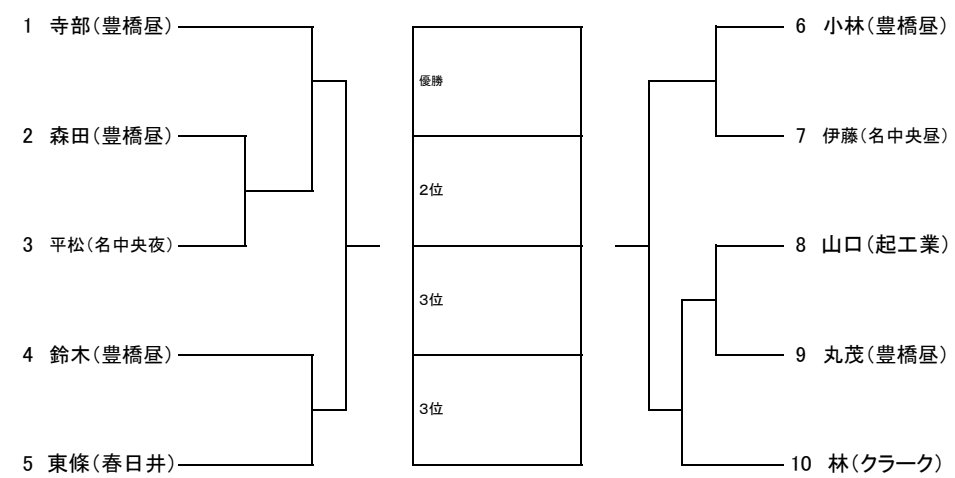 1 寺部(豊橋昼)
2 森田(豊橋昼)
3 平松(名中央夜)
4 鈴木(豊橋昼)
5 東條(春日井)
優勝
2位
3位
3位
6 小林(豊橋昼)
7 伊藤(名中央昼)
8 山口(起工業)
9 丸茂(豊橋昼)
10 林(クラーク)